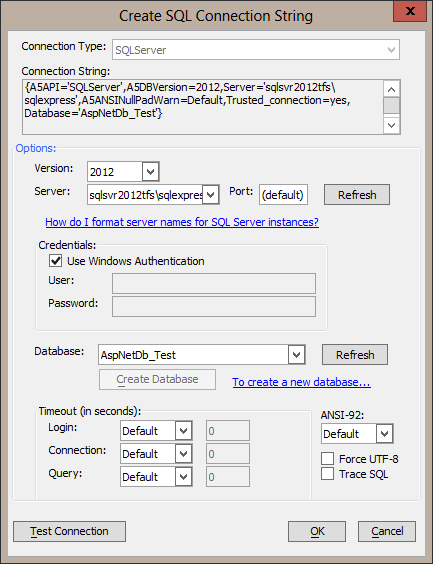 Create SQL Connection String
x
Connection Type: SQLServer
Connection String:
{A5API='SQLServer',A5DBVersion=2012,Server='sqlsvr2012tfs\
sqlexpress',A5ANSINullPadWarn=Default,Trusted_connection=yes,
Database='AspNetDb_Test'}
Options:
Version: 2012
Server: sqlsvr2012tfs\sqlexpres Port: (default) Refresh
How do I format server names for SQL Server instances?
Credentials:
Use Windows Authentication
User:
Password:
Database: AspNetDb_Test Refresh
Create Database To create a new database...
Timeout (in seconds): ANSI-92:
Login: Default 0 Default
Connection: Default 0 Force UTF-8
Query: Default 0 Trace SQL
Test Connection OK Cancel